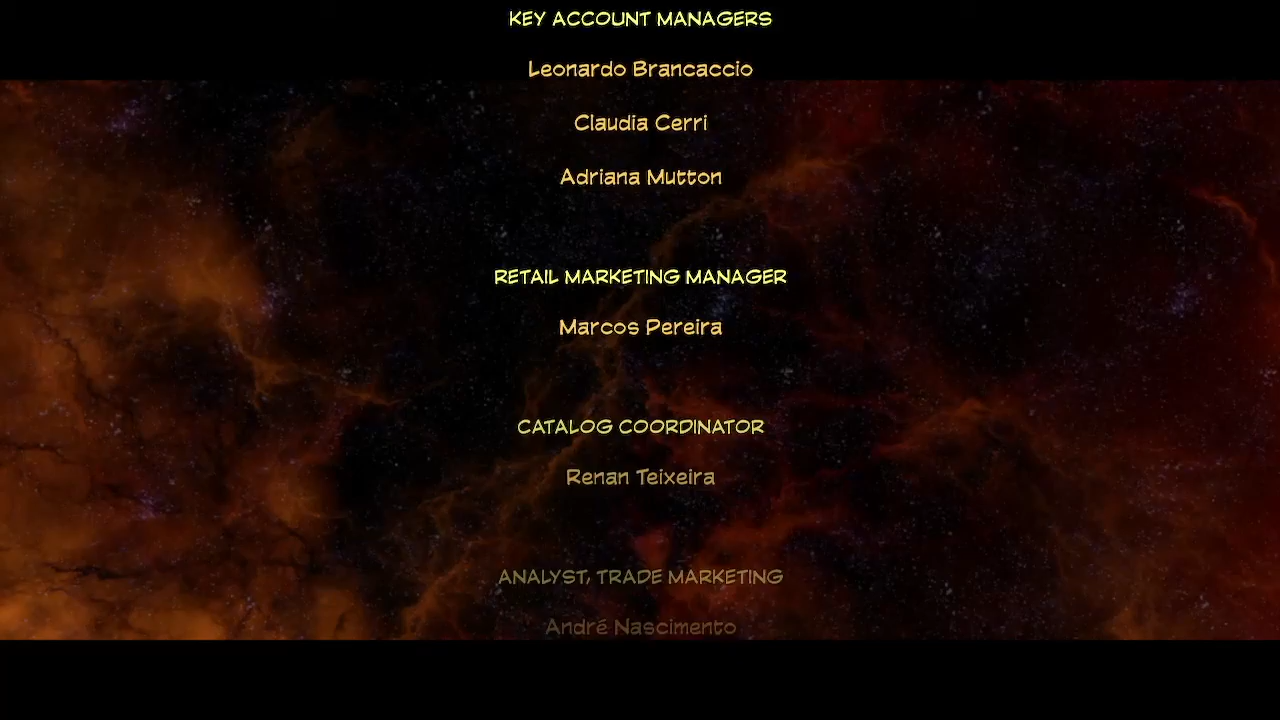 KEY ACCOUNT MANAGERS
Leonardo Brancaccio
Claudia Cerri
Adriana Mutton
RETAIL MARKETING MANAGER
Marcos Pereira
CATALOG COORDINATOR
Renan Teixeira
ANALYST, TRADE MARKETING
André Nascimento